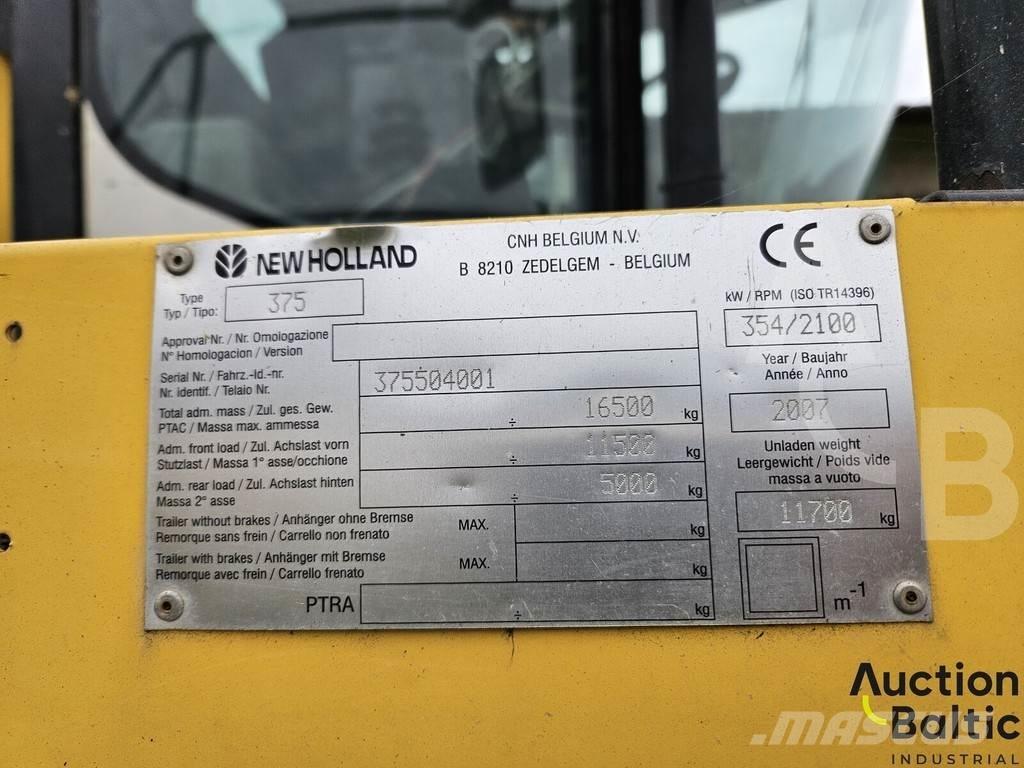 NEW HOLLAND
CNH BELGIUM N.V.
B 8210 ZEDELGEM - BELGIUM
CE
Type
Typ / Tipo:
375
Approval Nr. / Nr. Omologazione
N° Homologacion / Version
Serial Nr. / Fahrz.-Id.-nr.
Nr. identif. / Telaio Nr.
375504001
Total adm. mass / Zul. ges. Gew.
PTAC / Massa max. ammessa
÷ 16500 kg
Adm. front load / Zul. Achslast vorn
Stutzlast / Massa 1° asse/occhione
÷ 11500 kg
Adm. rear load / Zul. Achslast hinten
Massa 2° asse
÷ 5000 kg
Trailer without brakes / Anhänger ohne Bremse
Remorque sans frein / Carrello non frenato
MAX. kg
Trailer with brakes / Anhänger mit Bremse
Remorque avec frein / Carrello frenato
MAX. kg
PTRA ÷ kg
kW / RPM (ISO TR14396)
354/2100
Year / Baujahr
Année / Anno
2007
Unladen weight
Leergewicht / Poids vide
massa a vuoto
11700 kg
m-1
AB
Auction
Baltic
INDUSTRIAL
MASCUS